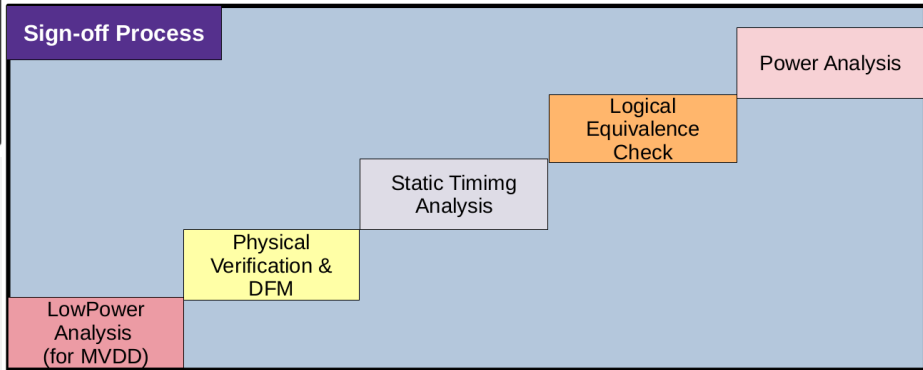 Sign-off Process
Power Analysis
Logical
Equivalence
Check
Static Timimg
Analysis
Physical
Verification &
DFM
LowPower
Analysis
(for MVDD)